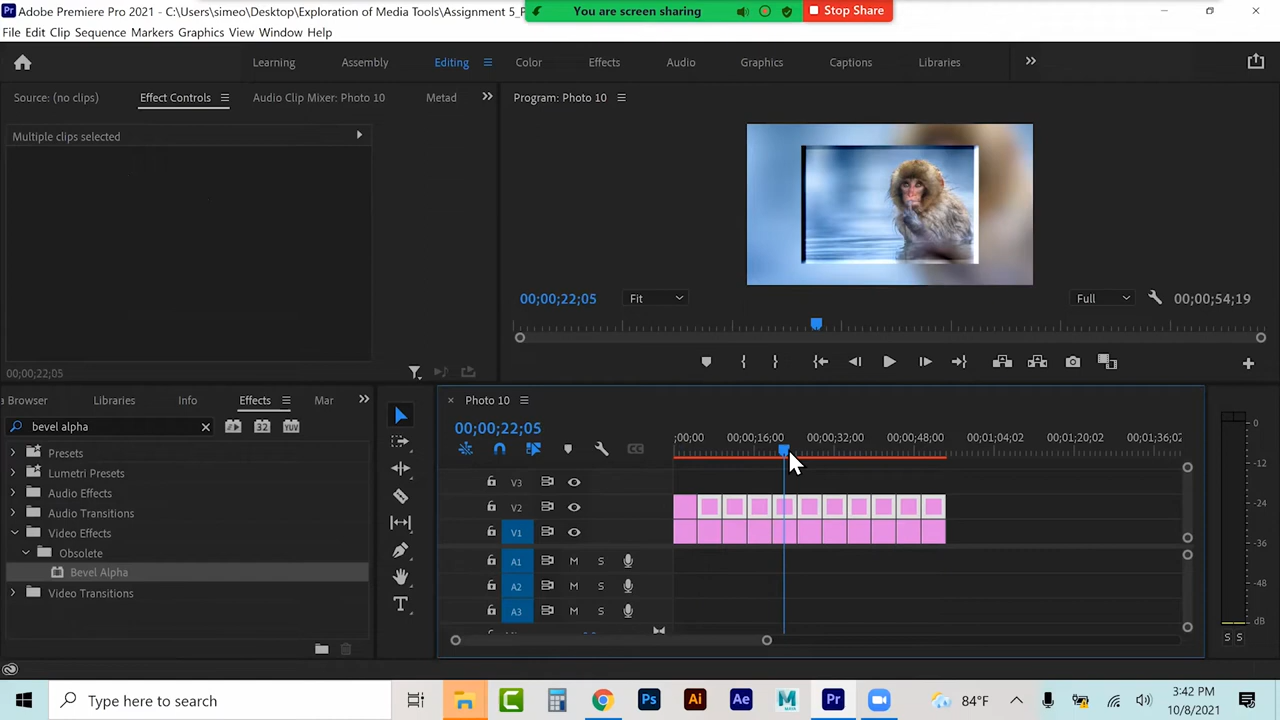 Adobe Premiere Pro 2021 - C:\Users\simeo\Desktop\Exploration of Media Tools\Assignment 5_P
You are screen sharing
Stop Share
File Edit Clip Sequence Markers Graphics View Window Help
Learning Assembly Editing Color Effects Audio Graphics Captions Libraries
Source: (no clips) Effect Controls Audio Clip Mixer: Photo 10 Metad
Program: Photo 10
Multiple clips selected
00;00;22;05 Fit Full 00;00;54;19
00;00;22;05
a Browser Libraries Info Effects Mar
Photo 10
bevel alpha
00;00;22;05
;00;00 00;00;16;00 00;00;32;00 00;00;48;00 00;01;04;02 00;01;20;02 00;01;36;02
Presets
Lumetri Presets
Audio Effects
Audio Transitions
Video Effects
Obsolete
Bevel Alpha
Video Transitions
V3
V2
V1
A1 M S
A2 M S
A3 M S
0
-12
-24
-36
-48
dB
S S
Type here to search
Ps Ai Ae M Pr
84°F
3:42 PM
10/8/2021